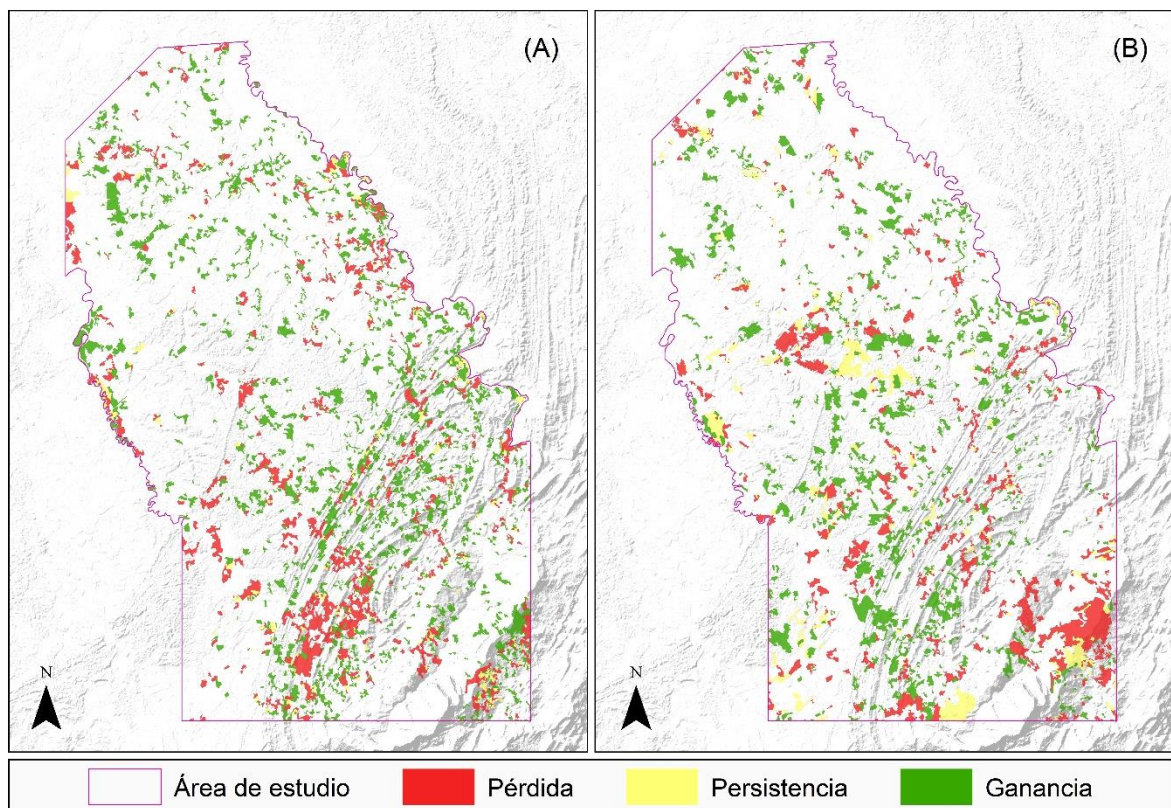 (A)
(B)
N
N
Área de estudio
Pérdida
Persistencia
Ganancia